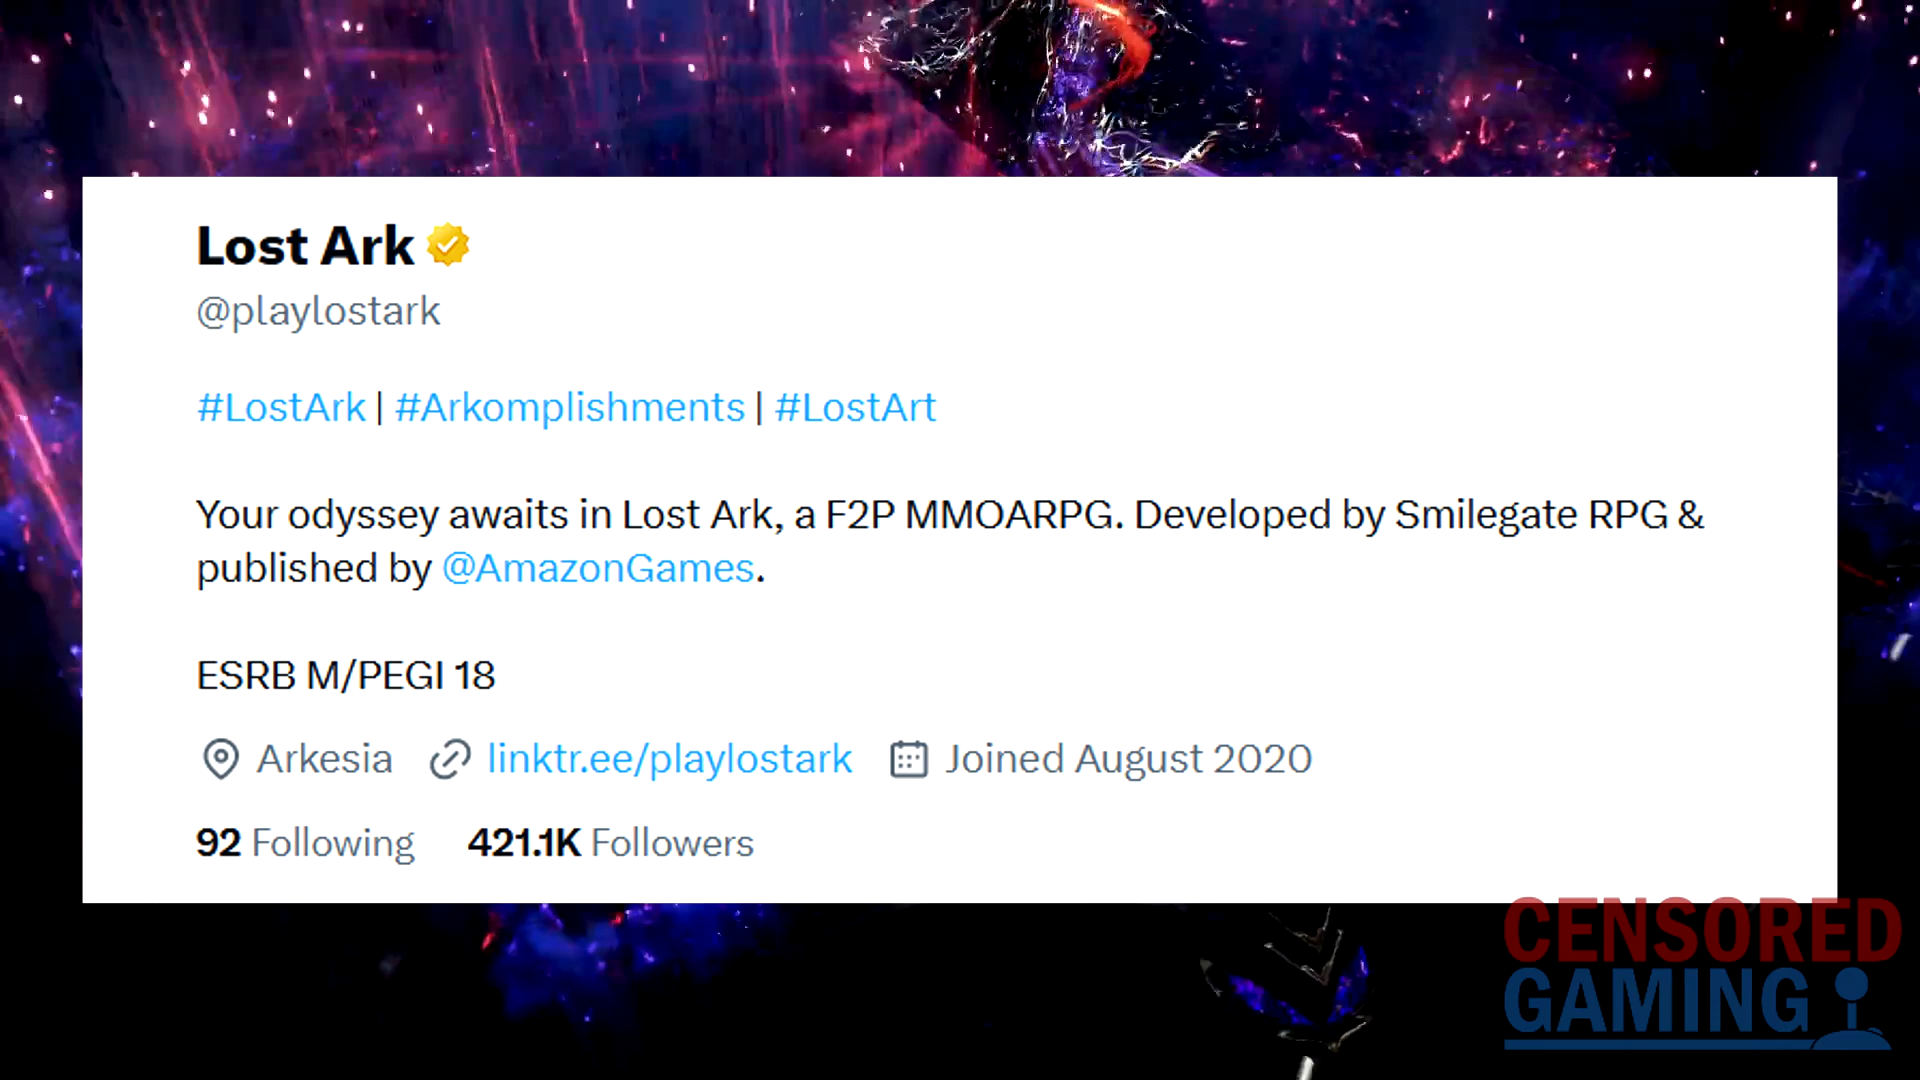 Lost Ark
@playlostark
#LostArk | #Arkomplishments | #LostArt
Your odyssey awaits in Lost Ark, a F2P MMOARPG. Developed by Smilegate RPG &
published by @AmazonGames.
ESRB M/PEGI 18
Arkesia linktr.ee/playlostark Joined August 2020
92 Following 421.1K Followers
CENSORED
GAMING